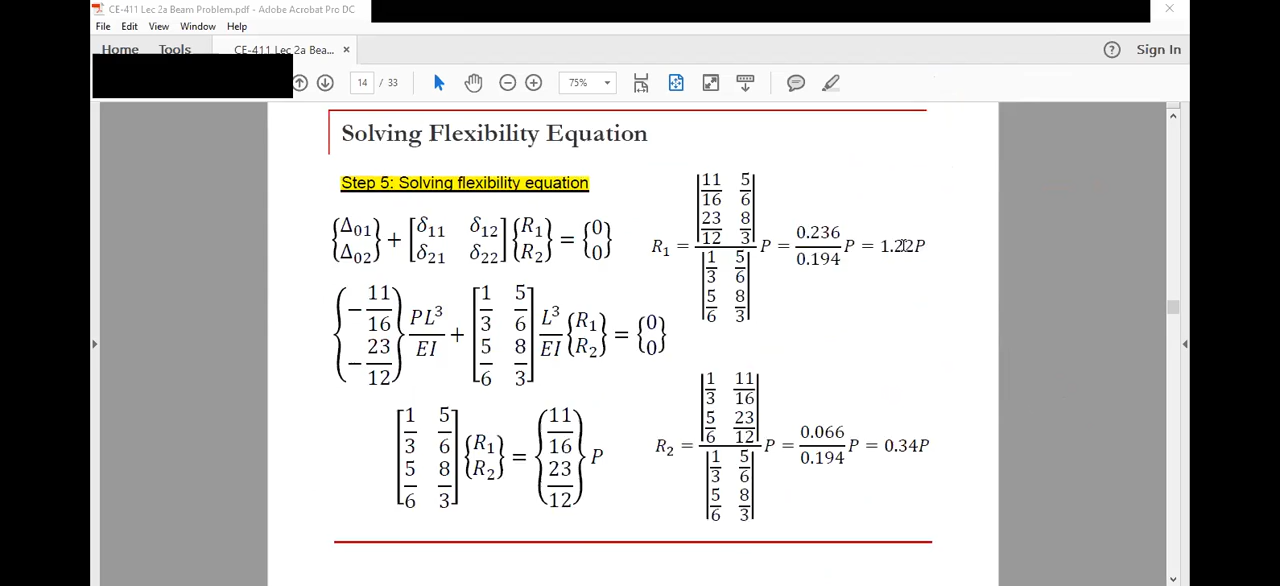 CE-411 Lec 2a Beam Problem.pdf - Adobe Acrobat Pro DC
File Edit View Window Help
Home Tools CE-411 Lec 2a Bea... × Sign In
14 / 33 75%
Solving Flexibility Equation
Step 5: Solving flexibility equation
{Δ₀₁ Δ₀₂} + [δ₁₁ δ₁₂ δ₂₁ δ₂₂] {R₁ R₂} = {0 0}
{-11/16 -23/12} PL³/EI + [1/3 5/6 5/6 8/3] L³/EI {R₁ R₂} = {0 0}
[1/3 5/6 5/6 8/3] {R₁ R₂} = {11/16 23/12} P
R₁ = |11/16 5/6 23/12 8/3| / |1/3 5/6 5/6 8/3| P = 0.236/0.194 P = 1.22P
R₂ = |1/3 11/16 5/6 23/12| / |1/3 5/6 5/6 8/3| P = 0.066/0.194 P = 0.34P